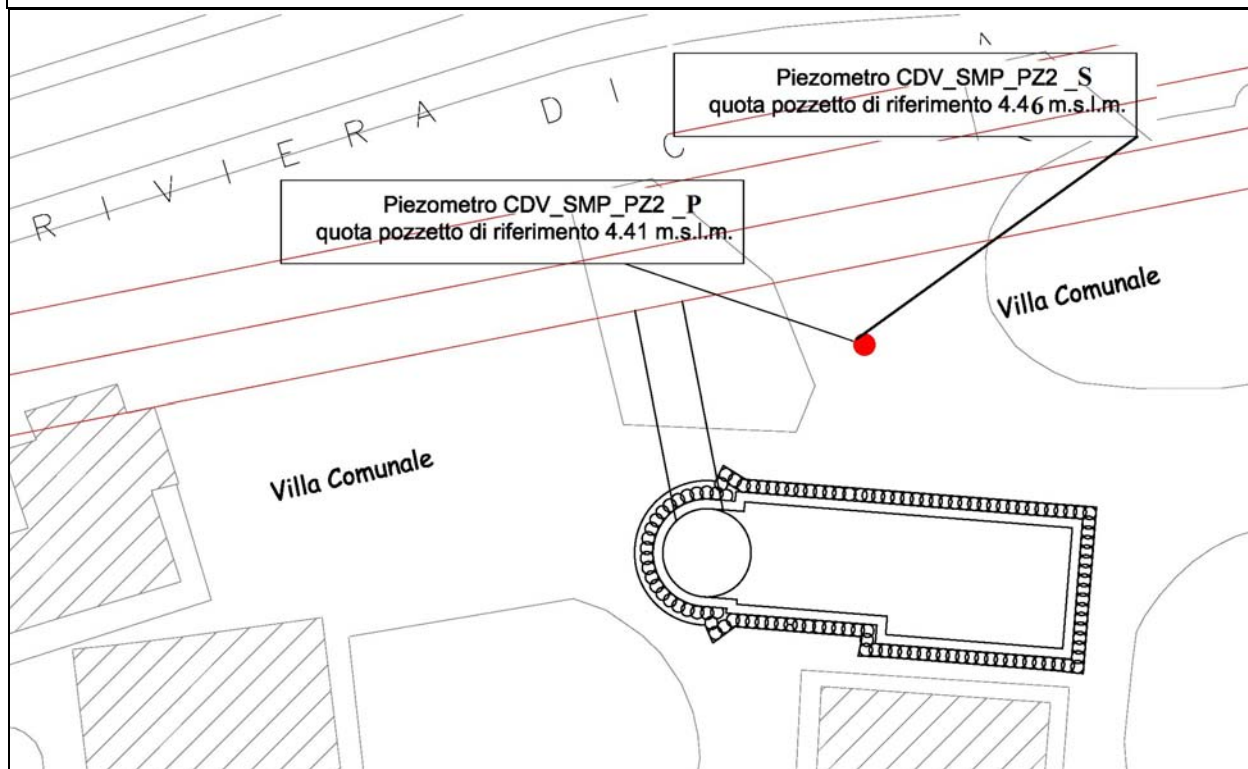 Piezometro CDV_SMP_PZ2 _S
quota pozzetto di riferimento 4.46 m.s.l.m.
RIVIERA DI C
Piezometro CDV_SMP_PZ2 _P
quota pozzetto di riferimento 4.41 m.s.l.m.
Villa Comunale
Villa Comunale